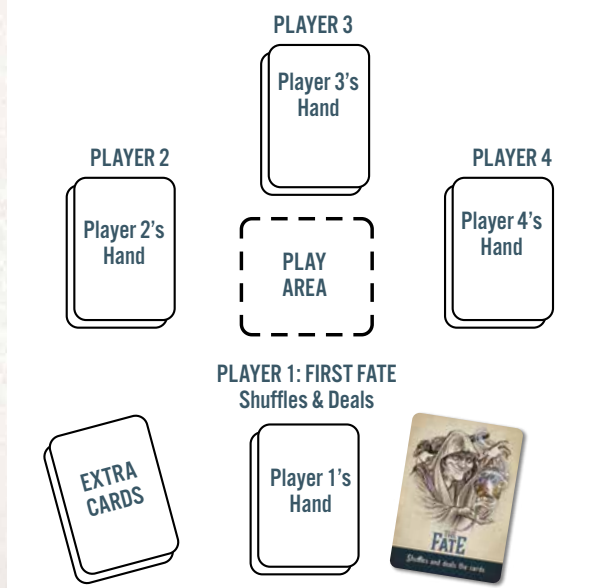 PLAYER 3
Player 3's
Hand
PLAYER 2
Player 2's
Hand
PLAYER 4
Player 4's
Hand
PLAY
AREA
PLAYER 1: FIRST FATE
Shuffles & Deals
EXTRA
CARDS
Player 1's
Hand
THE
FATE
Shuffles and deals the cards